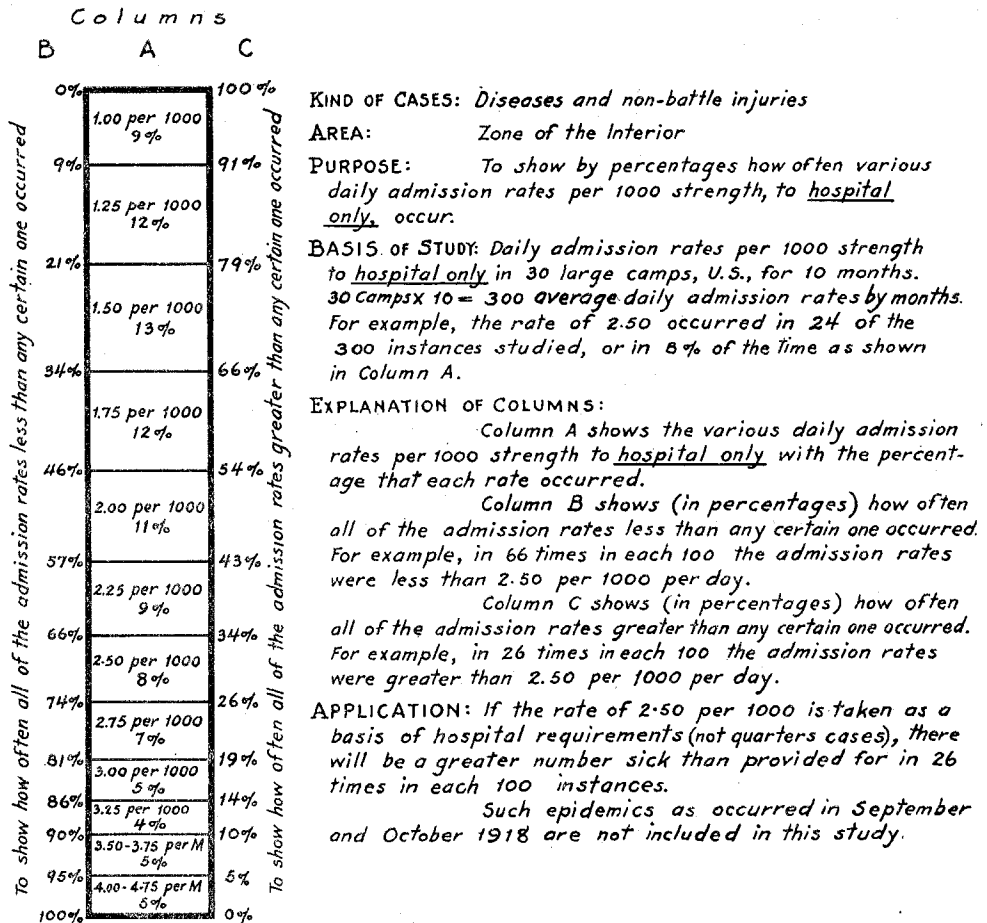 Columns
B A C
0% 100%
1.00 per 1000
9%
9% 91%
1.25 per 1000
12%
21% 79%
1.50 per 1000
13%
34% 66%
1.75 per 1000
12%
46% 54%
2.00 per 1000
11%
57% 43%
2.25 per 1000
9%
66% 34%
2.50 per 1000
8%
74% 26%
2.75 per 1000
7%
81% 19%
3.00 per 1000
5%
86% 14%
3.25 per 1000
4%
90% 10%
3.50-3.75 per M
5%
95% 5%
4.00-4.75 per M
5%
100% 0%
To show how often all of the admission rates less than any certain one occurred
To show how often all of the admission rates greater than any certain one occurred
KIND OF CASES: Diseases and non-battle injuries
AREA: Zone of the Interior
PURPOSE: To show by percentages how often various
daily admission rates per 1000 strength, to hospital
only, occur.
BASIS OF STUDY: Daily admission rates per 1000 strength
to hospital only in 30 large camps, U.S., for 10 months.
30 Camps x 10 = 300 average daily admission rates by months.
For example, the rate of 2.50 occurred in 24 of the
300 instances studied, or in 8% of the time as shown
in Column A.
EXPLANATION OF COLUMNS:
Column A shows the various daily admission
rates per 1000 strength to hospital only with the percent-
age that each rate occurred.
Column B shows (in percentages) how often
all of the admission rates less than any certain one occurred.
For example, in 66 times in each 100 the admission rates
were less than 2.50 per 1000 per day.
Column C shows (in percentages) how often
all of the admission rates greater than any certain one occurred.
For example, in 26 times in each 100 the admission rates
were greater than 2.50 per 1000 per day.
APPLICATION: If the rate of 2.50 per 1000 is taken as a
basis of hospital requirements (not quarters cases), there
will be a greater number sick than provided for in 26
times in each 100 instances.
Such epidemics as occurred in September
and October 1918 are not included in this study.